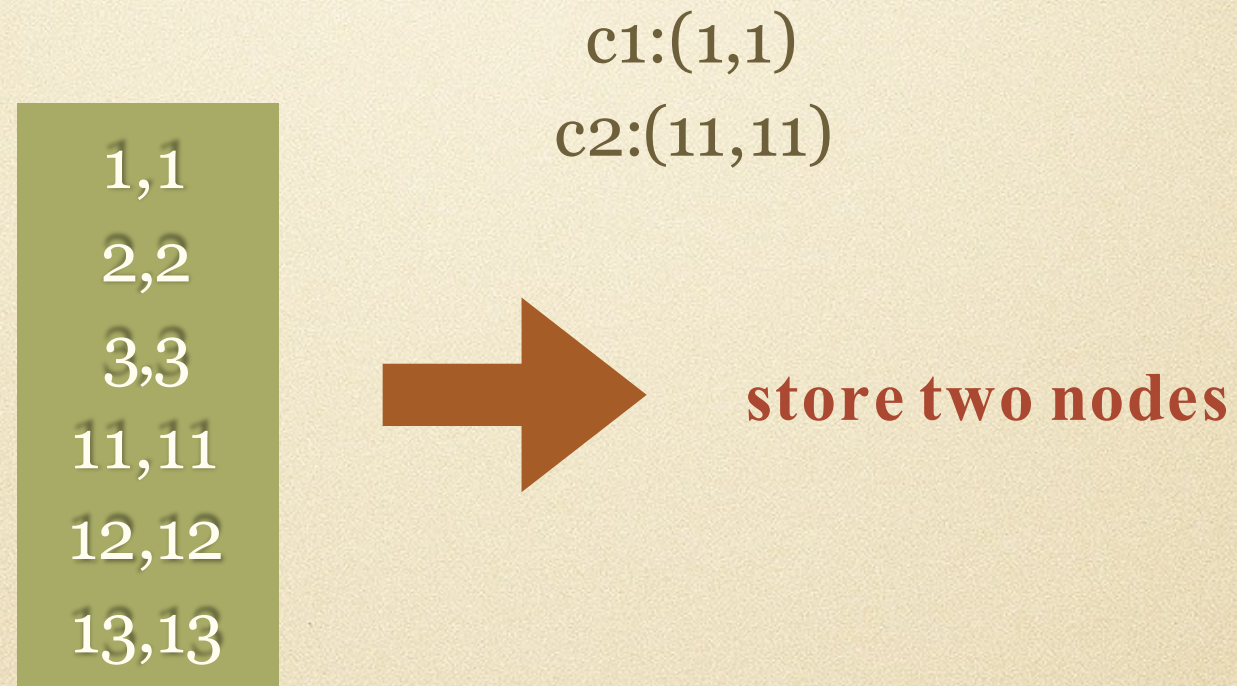 c1:(1,1)
c2:(11,11)
1,1
2,2
3,3
11,11
12,12
13,13
store two nodes